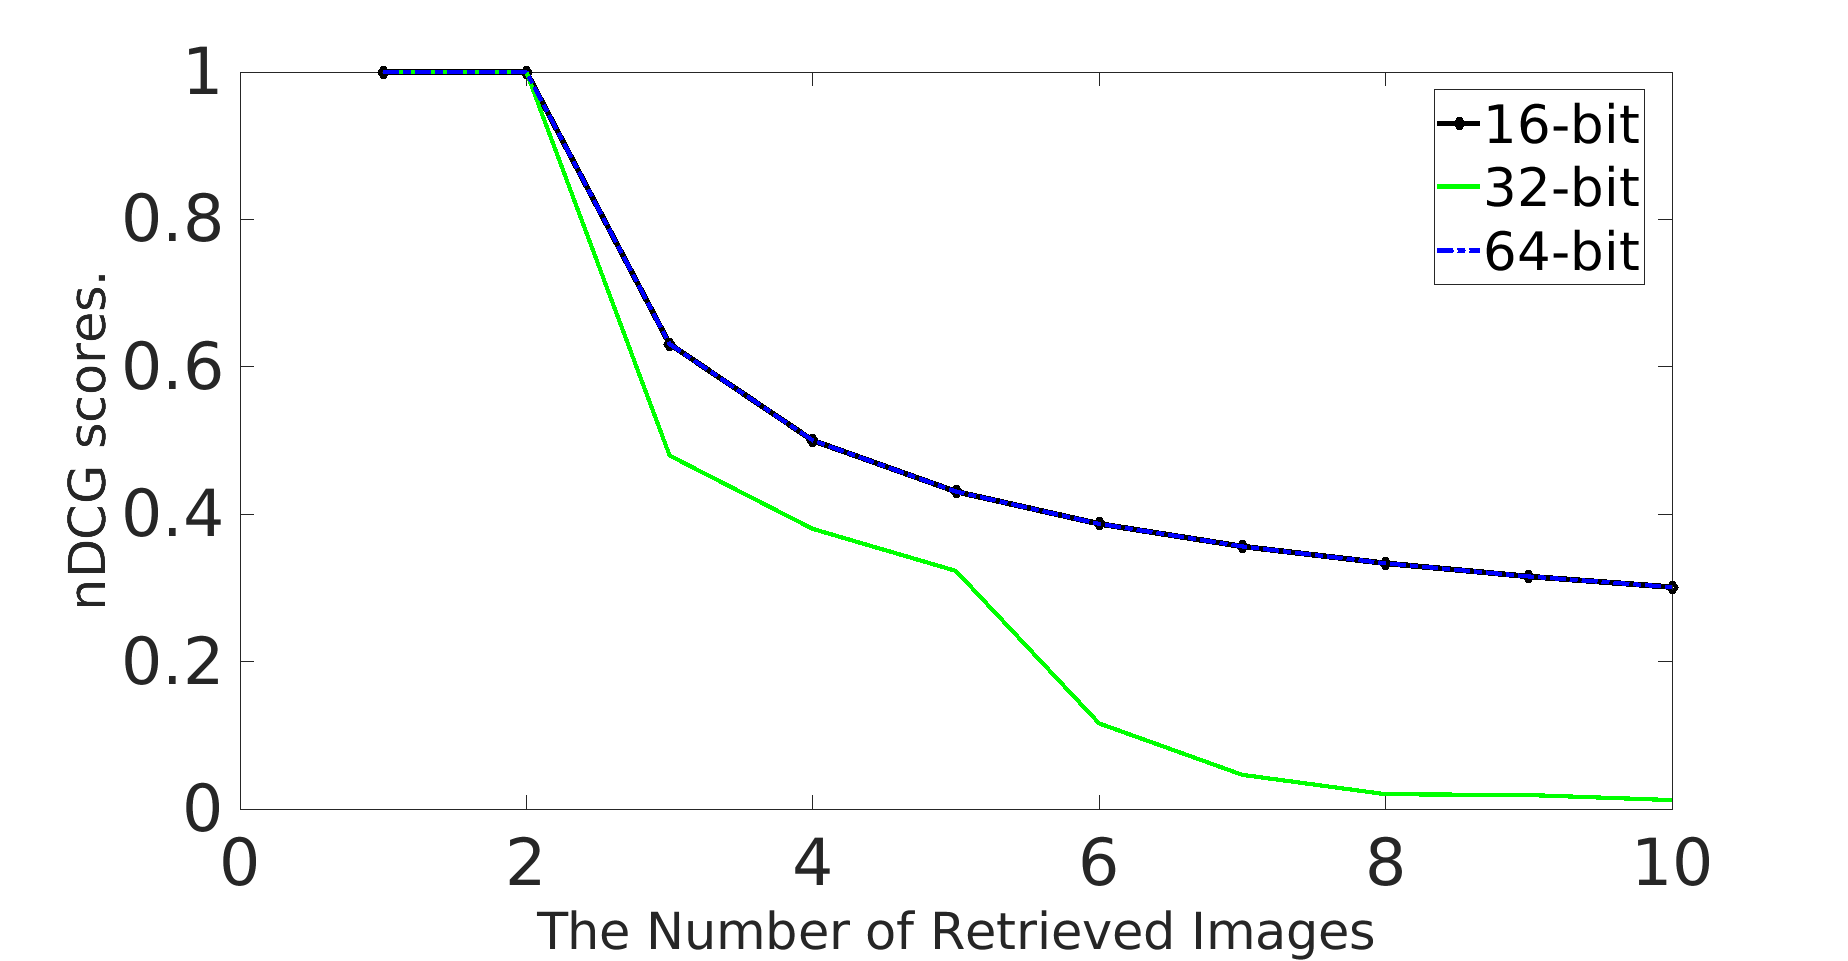 nDCG scores.
1
0.8
0.6
0.4
0.2
0
0 2 4 6 8 10
The Number of Retrieved Images
16-bit
32-bit
64-bit